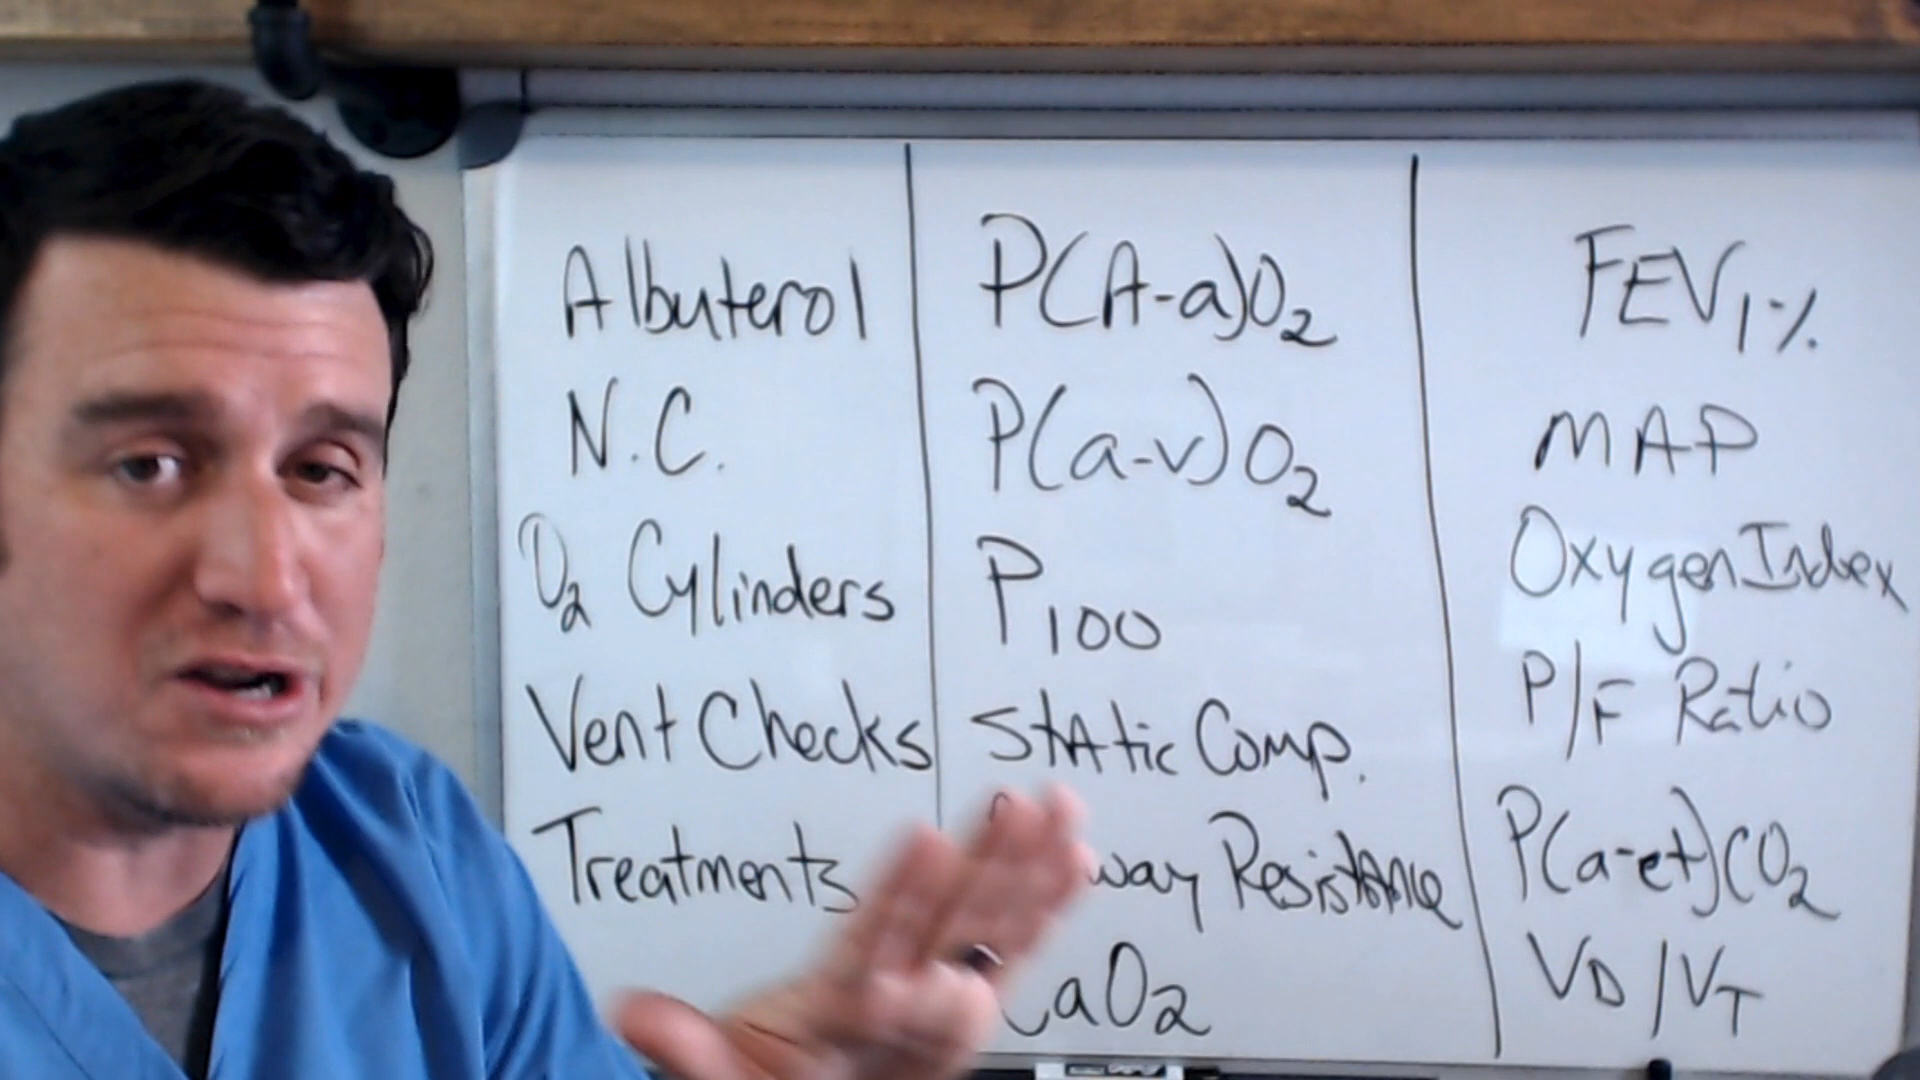 Albuterol
N.C.
O2 Cylinders
Vent Checks
Treatments
P(A-a)O2
P(a-v)O2
P100
Static Comp.
Resistance
aO2
FEV1%
MAP
Oxygen Index
P/F Ratio
P(a-et)CO2
VD/VT